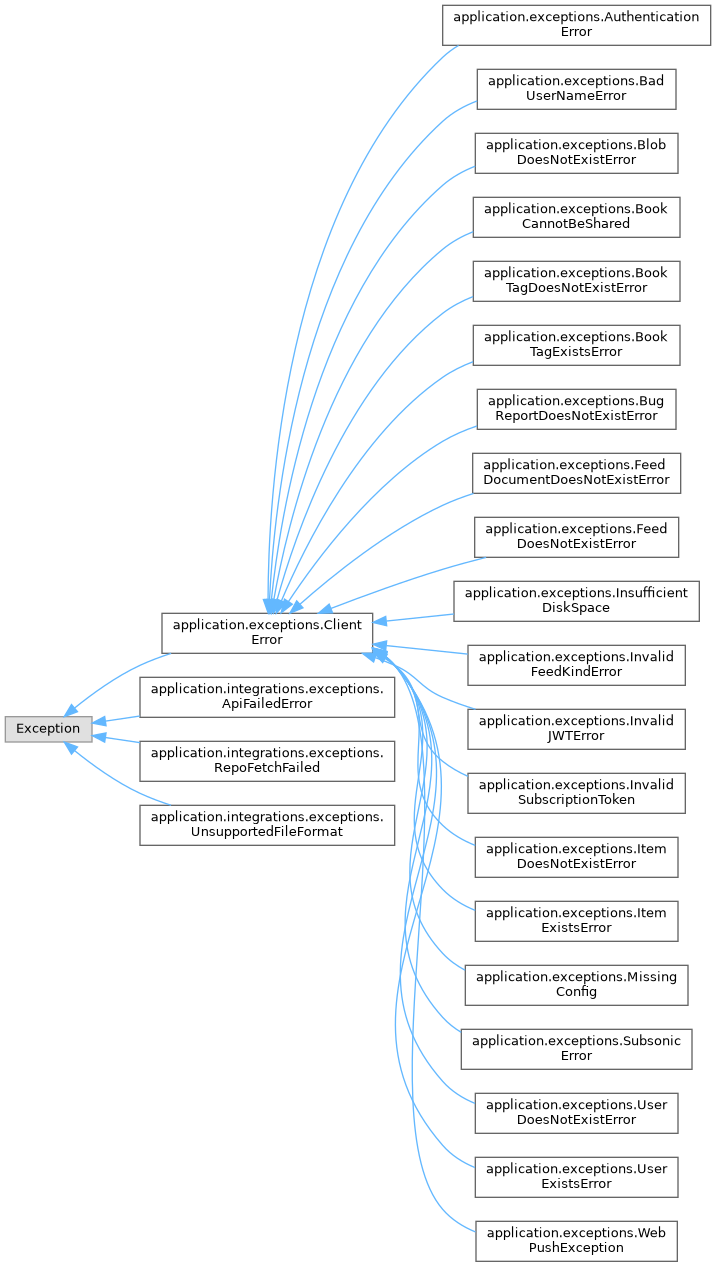 application.exceptions.Authentication
Error
application.exceptions.Bad
UserNameError
application.exceptions.Blob
DoesNotExistError
application.exceptions.Book
CannotBeShared
application.exceptions.Book
TagDoesNotExistError
application.exceptions.Book
TagExistsError
application.exceptions.Bug
ReportDoesNotExistError
application.exceptions.Feed
DocumentDoesNotExistError
application.exceptions.Feed
DoesNotExistError
application.exceptions.Insufficient
DiskSpace
application.exceptions.Client
Error
application.exceptions.Invalid
FeedKindError
application.integrations.exceptions.
ApiFailedError
Exception
application.exceptions.Invalid
JWTError
application.integrations.exceptions.
RepoFetchFailed
application.exceptions.Invalid
SubscriptionToken
application.integrations.exceptions.
UnsupportedFileFormat
application.exceptions.Item
DoesNotExistError
application.exceptions.Item
ExistsError
application.exceptions.Missing
Config
application.exceptions.Subsonic
Error
application.exceptions.User
DoesNotExistError
application.exceptions.User
ExistsError
application.exceptions.Web
PushException